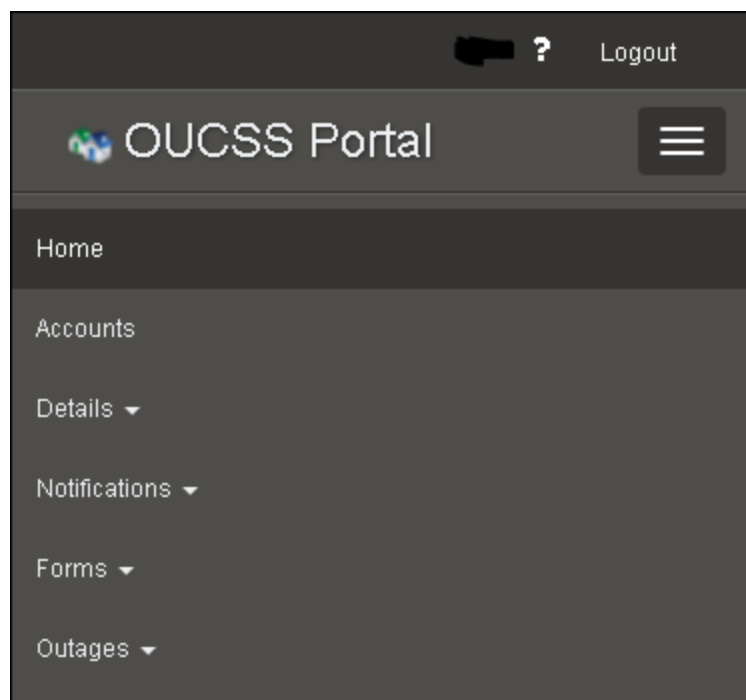 ? Logout
OUCSS Portal
Home
Accounts
Details
Notifications
Forms
Outages